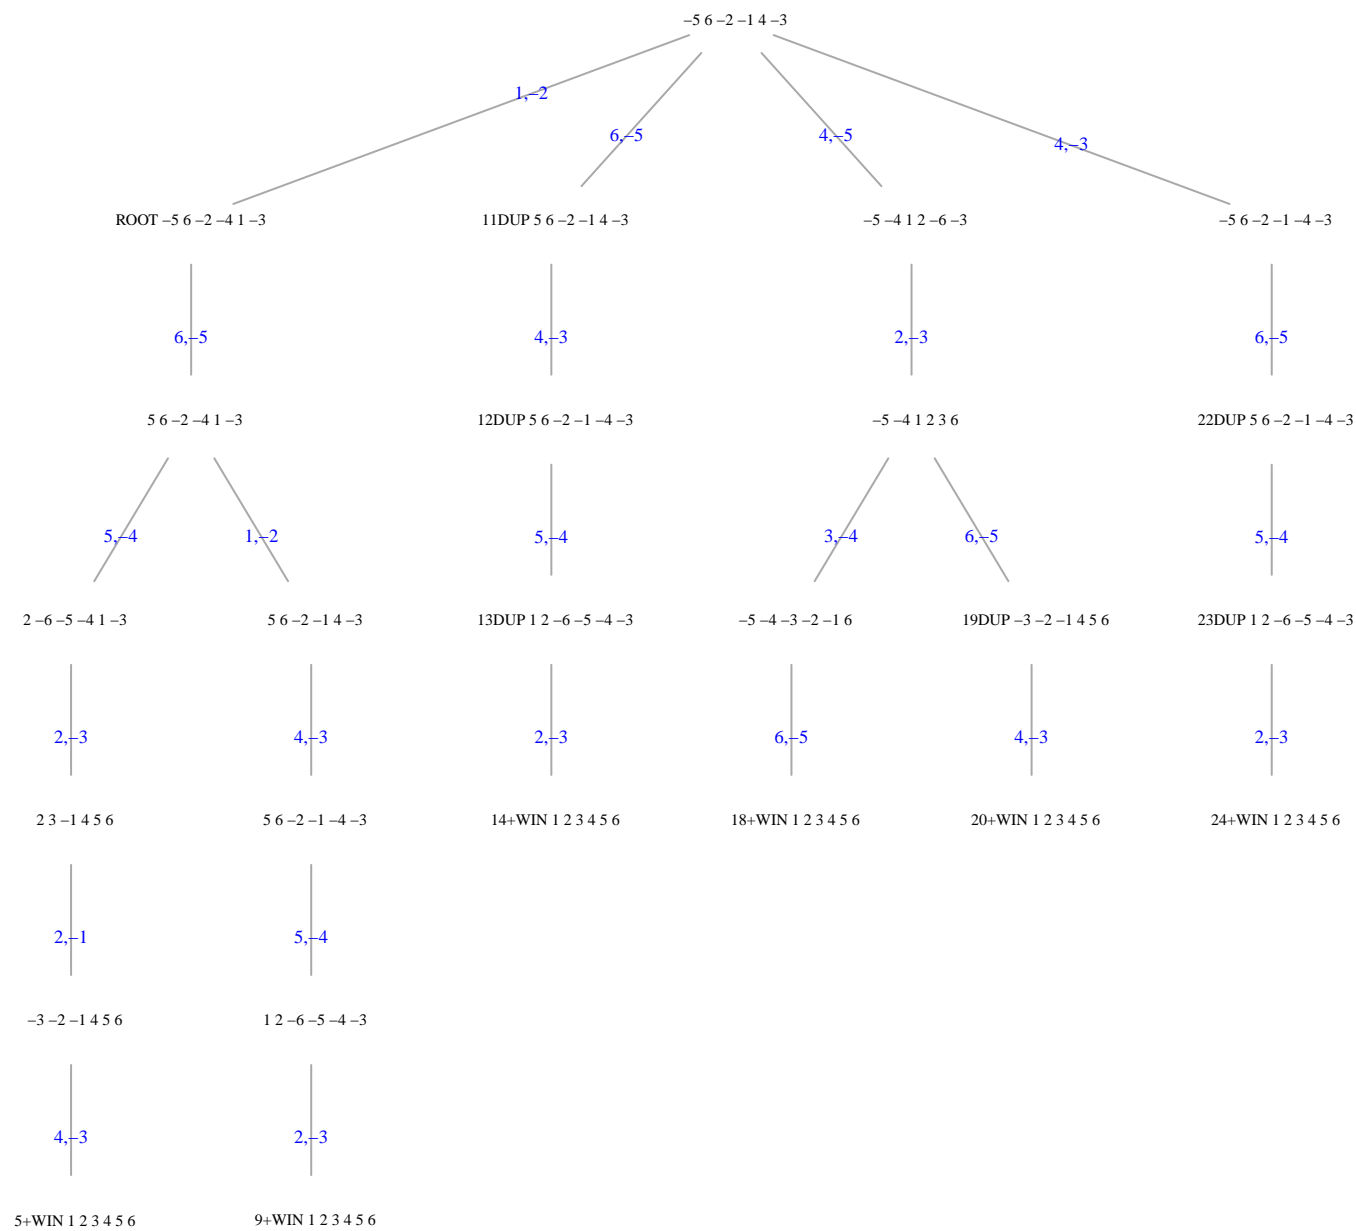 –5 6 –2 –1 4 –3
1,–2
6,–5
4,–5
4,–3
ROOT –5 6 –2 –4 1 –3
11DUP 5 6 –2 –1 4 –3
–5 –4 1 2 –6 –3
–5 6 –2 –1 –4 –3
6,–5
4,–3
2,–3
6,–5
5 6 –2 –4 1 –3
12DUP 5 6 –2 –1 –4 –3
–5 –4 1 2 3 6
22DUP 5 6 –2 –1 –4 –3
5,–4
1,–2
5,–4
3,–4
6,–5
5,–4
2 –6 –5 –4 1 –3
5 6 –2 –1 4 –3
13DUP 1 2 –6 –5 –4 –3
–5 –4 –3 –2 –1 6
19DUP –3 –2 –1 4 5 6
23DUP 1 2 –6 –5 –4 –3
2,–3
4,–3
2,–3
6,–5
4,–3
2,–3
2 3 –1 4 5 6
5 6 –2 –1 –4 –3
14+WIN 1 2 3 4 5 6
18+WIN 1 2 3 4 5 6
20+WIN 1 2 3 4 5 6
24+WIN 1 2 3 4 5 6
2,–1
5,–4
–3 –2 –1 4 5 6
1 2 –6 –5 –4 –3
4,–3
2,–3
5+WIN 1 2 3 4 5 6
9+WIN 1 2 3 4 5 6